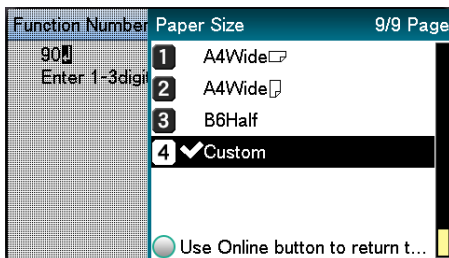 Function Number
90
Enter 1-3digi
Paper Size 9/9 Page
1 A4Wide
2 A4Wide
3 B6Half
4 Custom
Use Online button to return t...